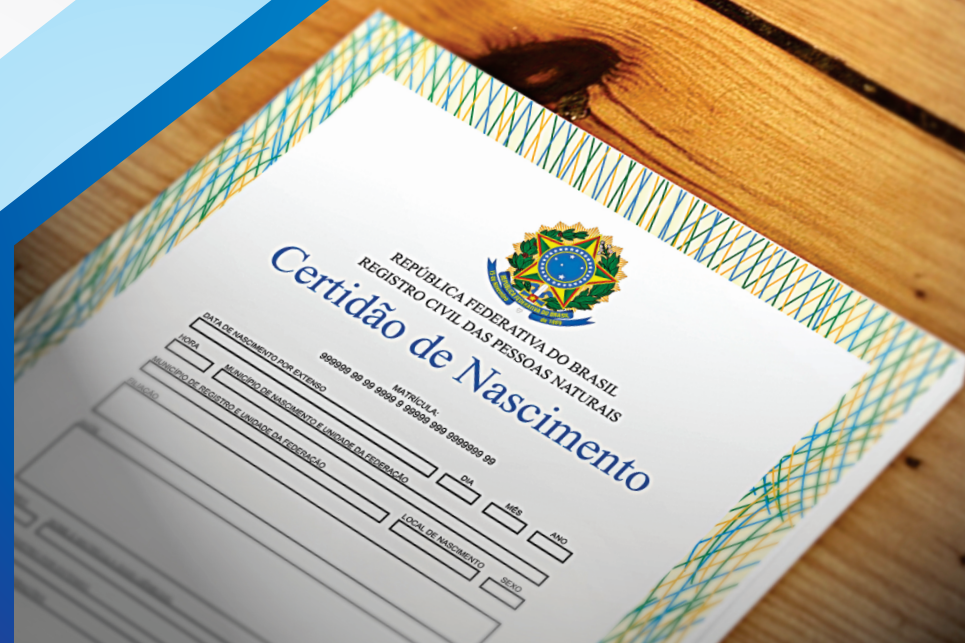 REPÚBLICA FEDERATIVA DO BRASIL
REGISTRO CIVIL DAS PESSOAS NATURAIS
Certidão de Nascimento
MATRÍCULA:
999999 99 99 9999 9 99999 999 9999999 99
DATA DE NASCIMENTO POR EXTENSO
DIA
MÊS
ANO
HORA
MUNICÍPIO DE NASCIMENTO E UNIDADE DA FEDERAÇÃO
MUNICÍPIO DE REGISTRO E UNIDADE DA FEDERAÇÃO
LOCAL DE NASCIMENTO
SEXO
FILIAÇÃO